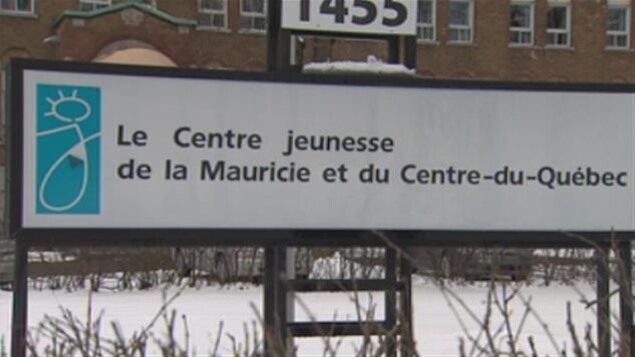 1455
Le Centre jeunesse
de la Mauricie et du Centre-du-Québec